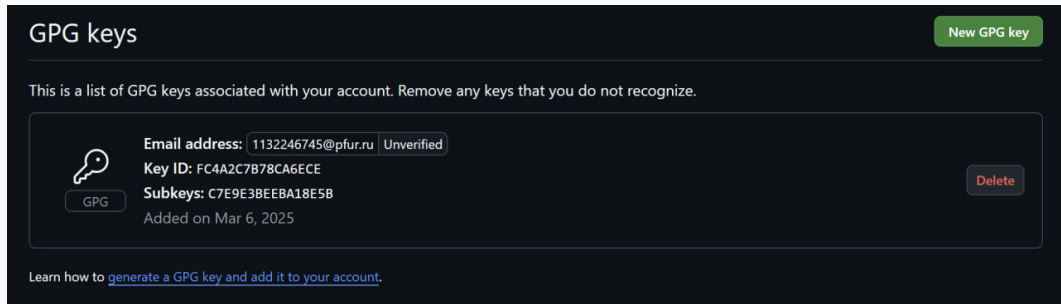 GPG keys
New GPG key
This is a list of GPG keys associated with your account. Remove any keys that you do not recognize.
Email address: 1132246745@pfur.ru Unverified
Key ID: FC4A2C7B78CA6ECE
Subkeys: C7E9E3BEEBA18E5B
GPG
Added on Mar 6, 2025
Delete
Learn how to generate a GPG key and add it to your account.